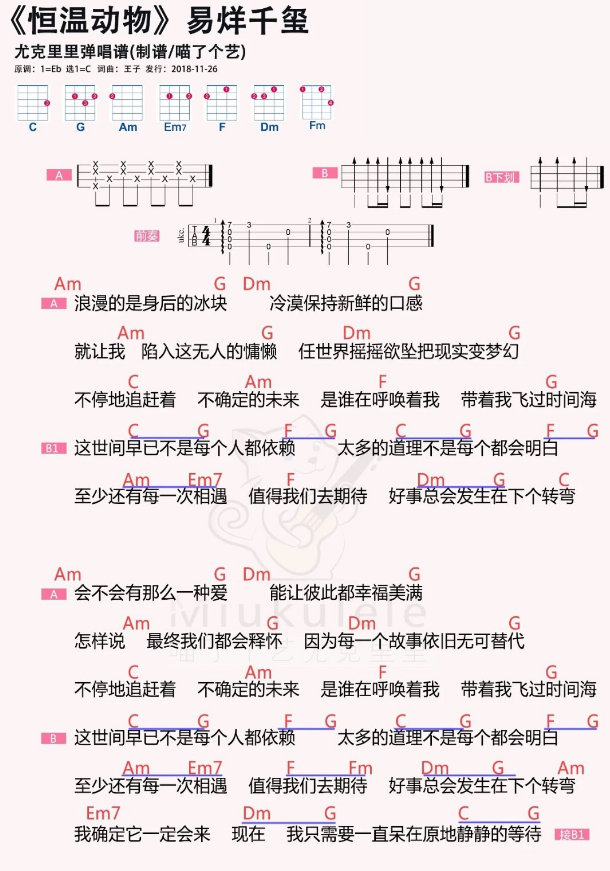 《恒温动物》易烊千玺
尤克里里弹唱谱(制谱/喵了个艺)
原调：1=Eb 选1=C 词曲：王子 发行：2018-11-26
C G Am Em7 F Dm Fm
A B B下划
前奏
Am G Dm G
A 浪漫的是身后的冰块 冷漠保持新鲜的口感
Am G Dm G
就让我 陷入这无人的慵懒 任世界摇摇欲坠把现实变梦幻
C Am F G
不停地追赶着 不确定的未来 是谁在呼唤着我 带着我飞过时间海
C G F G C G F G
B1 这世间早已不是每个人都依赖 太多的道理不是每个都会明白
Am Em7 F Dm G C
至少还有每一次相遇 值得我们去期待 好事总会发生在下个转弯
Am G Dm G
A 会不会有那么一种爱 能让彼此都幸福美满
Miukulele
Am G Dm G
怎样说 最终我们都会释怀 因为每一个故事依旧无可替代
喵了个艺尤克里里
C Am F G
不停地追赶着 不确定的未来 是谁在呼唤着我 带着我飞过时间海
C G F G C G F G
B 这世间早已不是每个人都依赖 太多的道理不是每个都会明白
Am Em7 F Fm Dm G Am
至少还有每一次相遇 值得我们去期待 好事总会发生在下个转弯
Em7 Dm G C G
我确定它一定会来 现在 我只需要一直呆在原地静静的等待 接B1